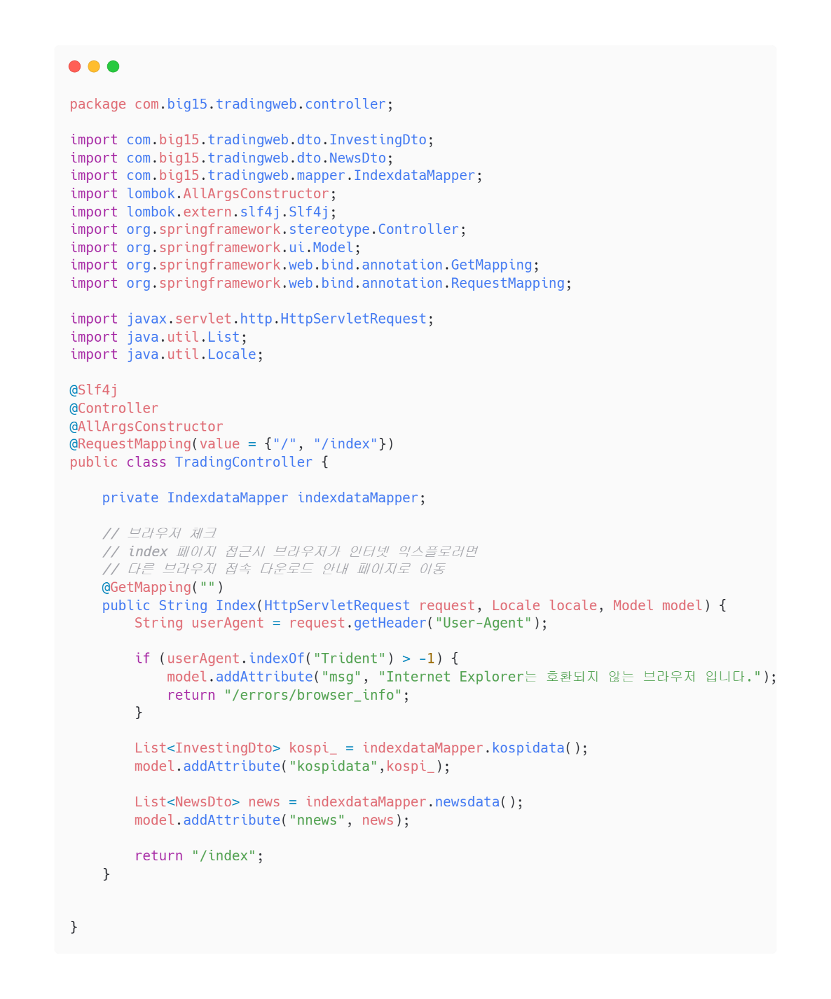 package com.big15.tradingweb.controller;
import com.big15.tradingweb.dto.InvestingDto;
import com.big15.tradingweb.dto.NewsDto;
import com.big15.tradingweb.mapper.IndexdataMapper;
import lombok.AllArgsConstructor;
import lombok.extern.slf4j.Slf4j;
import org.springframework.stereotype.Controller;
import org.springframework.ui.Model;
import org.springframework.web.bind.annotation.GetMapping;
import org.springframework.web.bind.annotation.RequestMapping;
import javax.servlet.http.HttpServletRequest;
import java.util.List;
import java.util.Locale;
@Slf4j
@Controller
@AllArgsConstructor
@RequestMapping(value = {"/", "/index"})
public class TradingController {
    private IndexdataMapper indexdataMapper;
    // 브라우저 체크
    // index 페이지 접근시 브라우저가 인터넷 익스플로러면
    // 다른 브라우저 접속 다운로드 안내 페이지로 이동
    @GetMapping("")
    public String Index(HttpServletRequest request, Locale locale, Model model) {
        String userAgent = request.getHeader("User-Agent");
        if (userAgent.indexOf("Trident") > -1) {
            model.addAttribute("msg", "Internet Explorer는 호환되지 않는 브라우저 입니다.");
            return "/errors/browser_info";
        }
        List<InvestingDto> kospi_ = indexdataMapper.kospidata();
        model.addAttribute("kospidata",kospi_);
        List<NewsDto> news = indexdataMapper.newsdata();
        model.addAttribute("nnews", news);
        return "/index";
    }
}